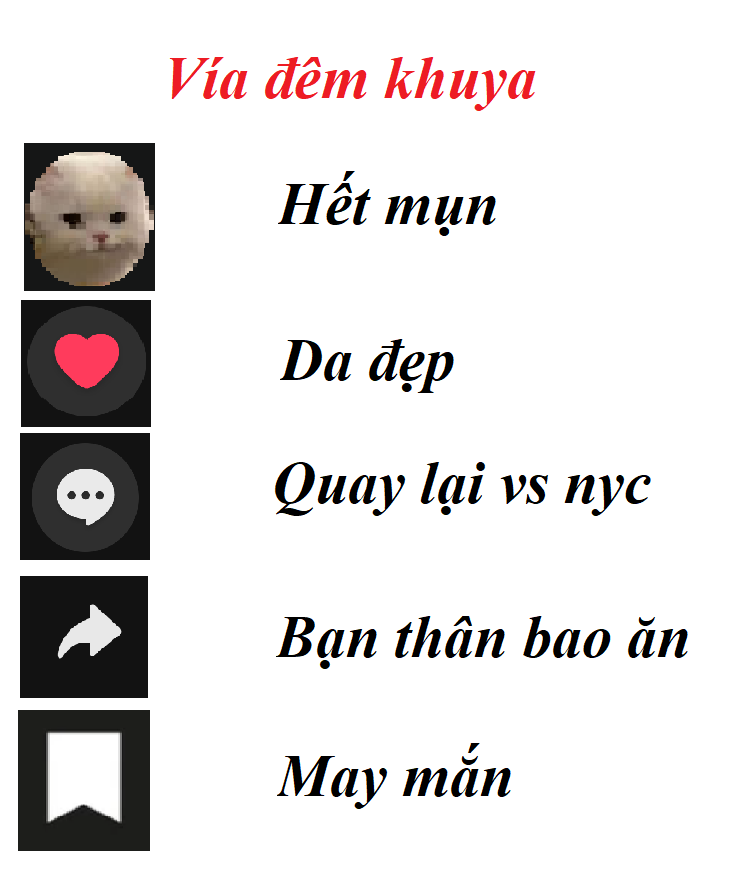 Vía đêm khuya
Hết mụn
Da đẹp
Quay lại vs nyc
Bạn thân bao ăn
May mắn